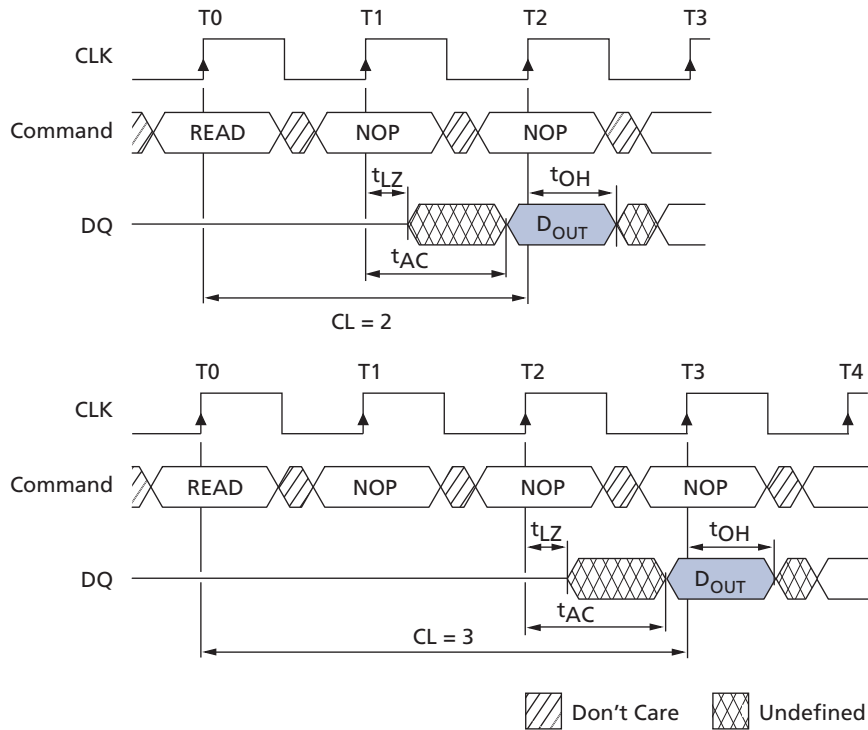 T0 T1 T2 T3
CLK
Command READ NOP NOP
tLZ tOH
DQ DOUT
tAC
CL = 2
T0 T1 T2 T3 T4
CLK
Command READ NOP NOP NOP
tLZ tOH
DQ DOUT
tAC
CL = 3
Don't Care Undefined